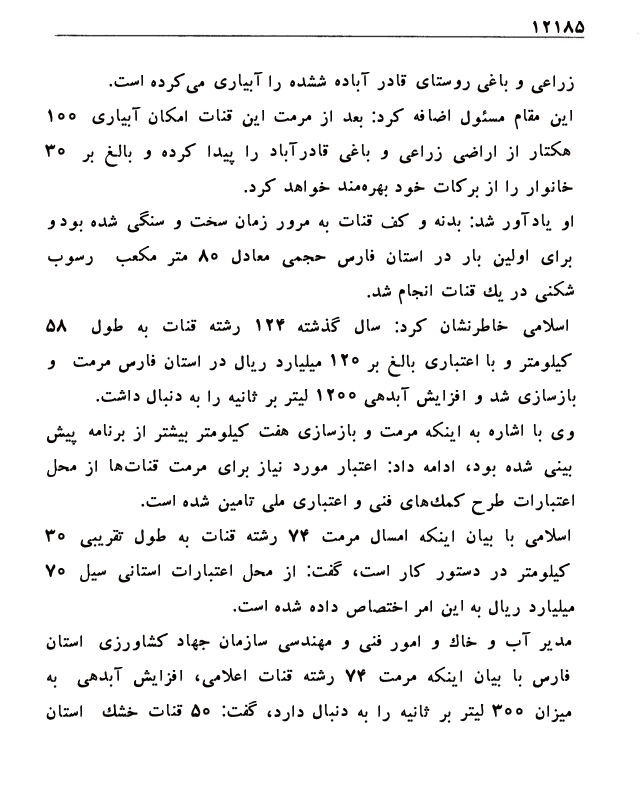 ۱۲۱۸۵
زراعی و باغی روستای قادر آباده ششده را آبیاری می‌کرده است.
این مقام مسئول اضافه کرد: بعد از مرمت این قنات امکان آبیاری ۱۰۰
هکتار از اراضی زراعی و باغی قادرآباد را پیدا کرده و بالغ بر ۳۰
خانوار را از برکات خود بهره‌مند خواهد کرد.
او یادآور شد: بدنه و کف قنات به مرور زمان سخت و سنگی شده بود و
برای اولین بار در استان فارس حجمی معادل ۸۰ متر مکعب رسوب
شکنی در یك قنات انجام شد.
اسلامی خاطرنشان کرد: سال گذشته ۱۲۴ رشته قنات به طول ۵۸
کیلومتر و با اعتباری بالغ بر ۱۲۰ میلیارد ریال در استان فارس مرمت و
بازسازی شد و افزایش آبدهی ۱۲۰۰ لیتر بر ثانیه را به دنبال داشت.
وی با اشاره به اینکه مرمت و بازسازی هفت کیلومتر بیشتر از برنامه پیش
بینی شده بود، ادامه داد: اعتبار مورد نیاز برای مرمت قنات‌ها از محل
اعتبارات طرح کمك‌های فنی و اعتباری ملی تامین شده است.
اسلامی با بیان اینکه امسال مرمت ۷۴ رشته قنات به طول تقریبی ۳۰
کیلومتر در دستور کار است، گفت: از محل اعتبارات استانی سیل ۷۰
میلیارد ریال به این امر اختصاص داده شده است.
مدیر آب و خاك و امور فنی و مهندسی سازمان جهاد کشاورزی استان
فارس با بیان اینکه مرمت ۷۴ رشته قنات اعلامی، افزایش آبدهی به
میزان ۳۰۰ لیتر بر ثانیه را به دنبال دارد، گفت: ۵۰ قنات خشك استان